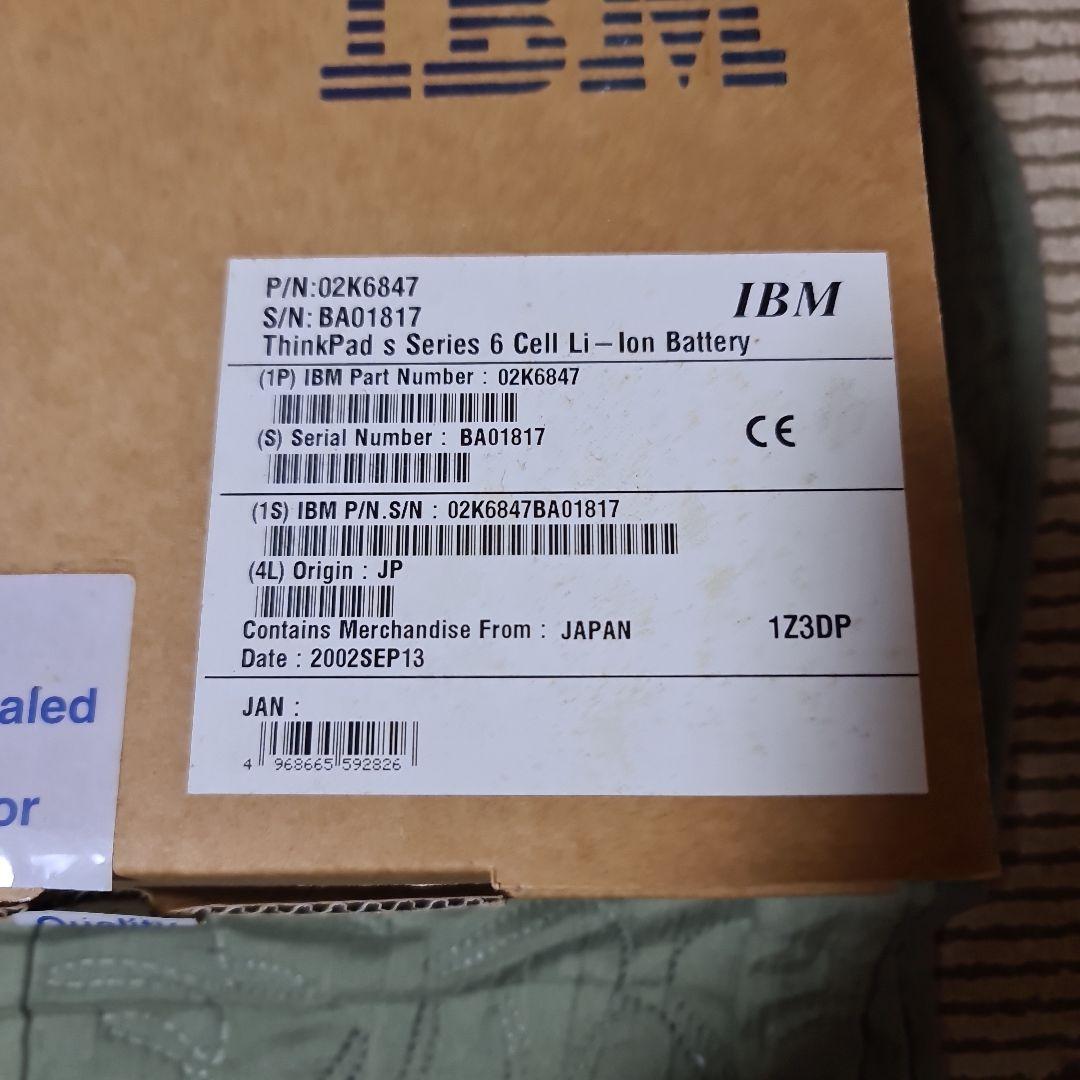 IBM
P/N:02K6847
S/N: BA01817
IBM
ThinkPad s Series 6 Cell Li-Ion Battery
(1P) IBM Part Number : 02K6847
(S) Serial Number : BA01817
CE
(1S) IBM P/N.S/N : 02K6847BA01817
(4L) Origin : JP
Contains Merchandise From : JAPAN
1Z3DP
Date : 2002SEP13
JAN :
4 968665 592826
aled
or
Quality